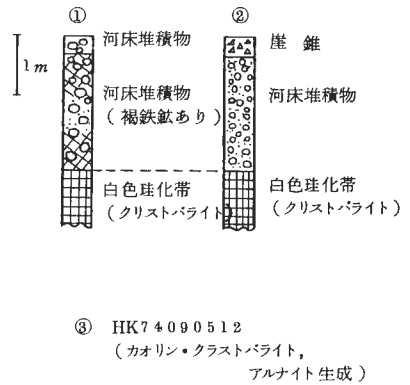 ① ②
1m
河床堆積物
崖錐
河床堆積物
(褐鉄鉱あり)
河床堆積物
白色珪化帯
(クリストバライト)
白色珪化帯
(クリストバライト)
③ HK74090512
(カオリン・クラストバライト,
アルナイト生成)